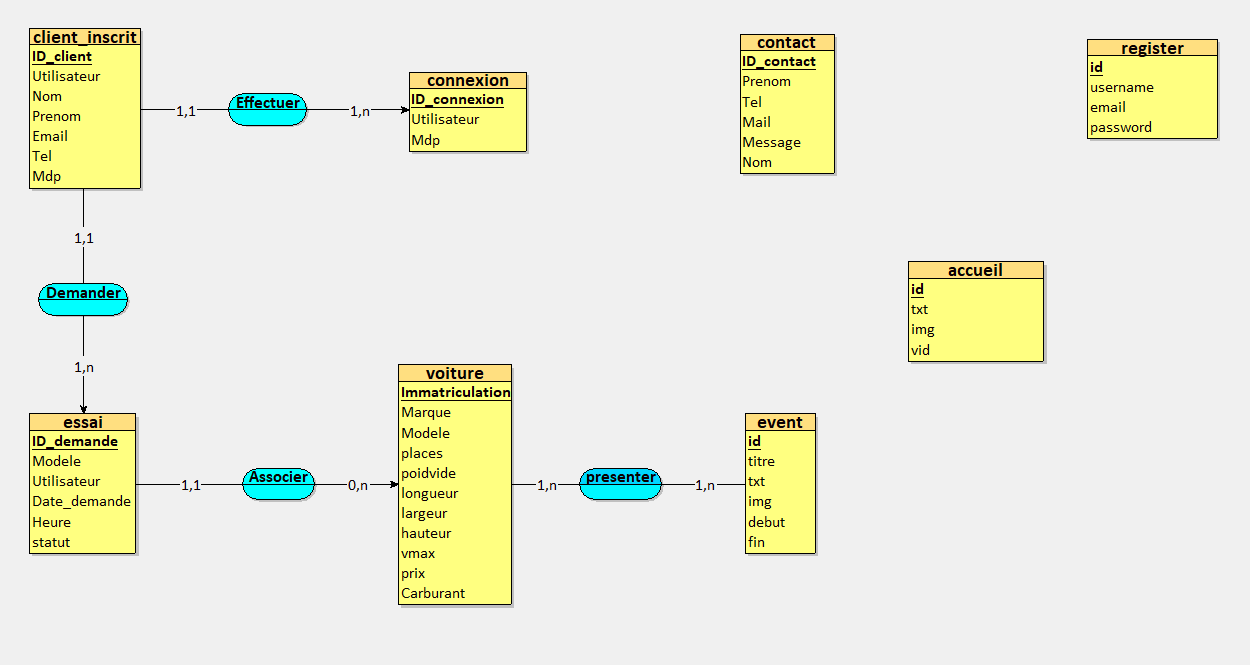 client_inscrit
ID_client
Utilisateur
Nom
Prenom
Email
Tel
Mdp
1,1
Effectuer
1,n
connexion
ID_connexion
Utilisateur
Mdp
contact
ID_contact
Prenom
Tel
Mail
Message
Nom
register
id
username
email
password
1,1
Demander
1,n
accueil
id
txt
img
vid
essai
ID_demande
Modele
Utilisateur
Date_demande
Heure
statut
1,1
Associer
0,n
voiture
Immatriculation
Marque
Modele
places
poidvide
longueur
largeur
hauteur
vmax
prix
Carburant
1,n
presenter
1,n
event
id
titre
txt
img
debut
fin